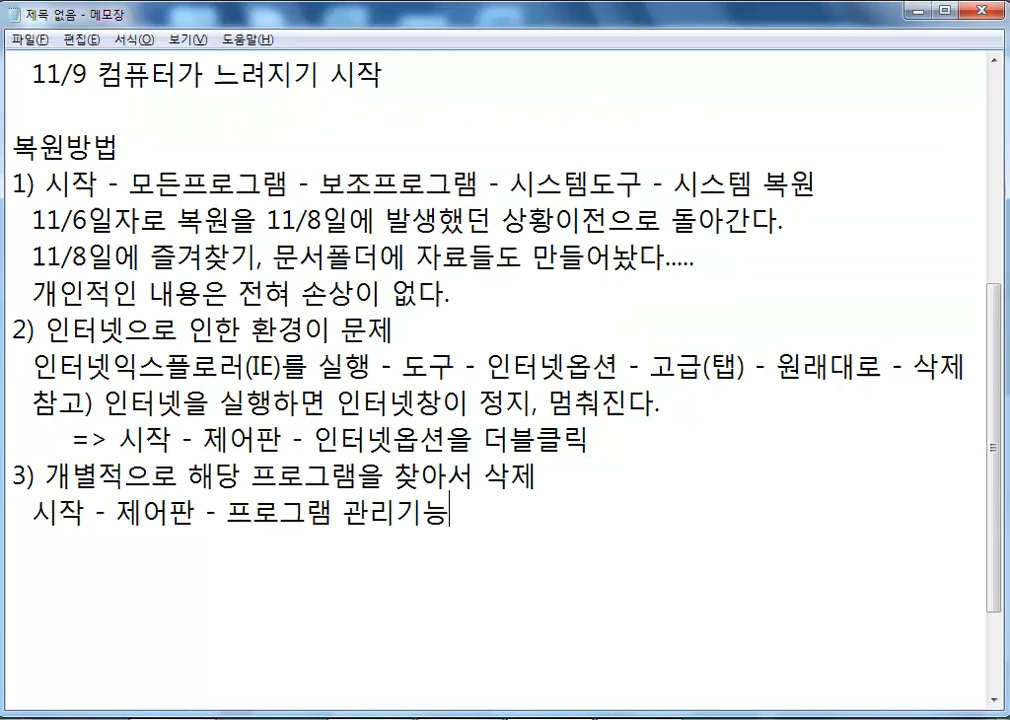 제목 없음 - 메모장
파일(F) 편집(E) 서식(O) 보기(V) 도움말(H)
11/9 컴퓨터가 느려지기 시작
복원방법
1) 시작 - 모든프로그램 - 보조프로그램 - 시스템도구 - 시스템 복원
11/6일자로 복원을 11/8일에 발생했던 상황이전으로 돌아간다.
11/8일에 즐겨찾기, 문서폴더에 자료들도 만들어놨다.....
개인적인 내용은 전혀 손상이 없다.
2) 인터넷으로 인한 환경이 문제
인터넷익스플로러(IE)를 실행 - 도구 - 인터넷옵션 - 고급(탭) - 원래대로 - 삭제
참고) 인터넷을 실행하면 인터넷창이 정지, 멈춰진다.
=> 시작 - 제어판 - 인터넷옵션을 더블클릭
3) 개별적으로 해당 프로그램을 찾아서 삭제
시작 - 제어판 - 프로그램 관리기능